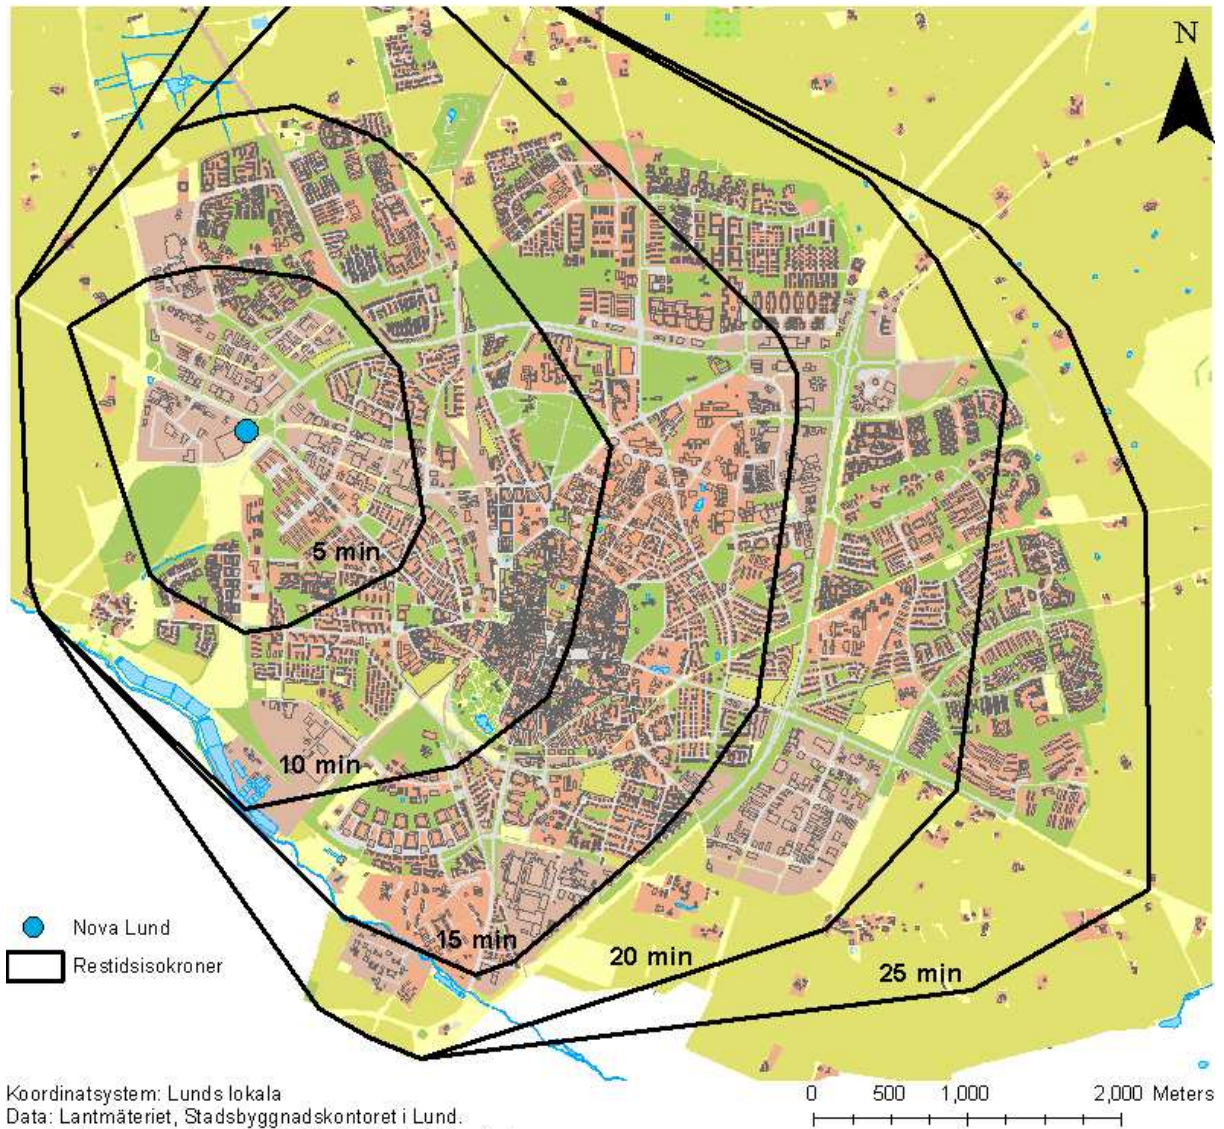 N
5 min
10 min
15 min
20 min
25 min
Nova Lund
Restidsisokroner
Koordinatsystem: Lunds lokala
Data: Lantmäteriet, Stadsbyggnadskontoret i Lund.
0 500 1,000 2,000 Meters